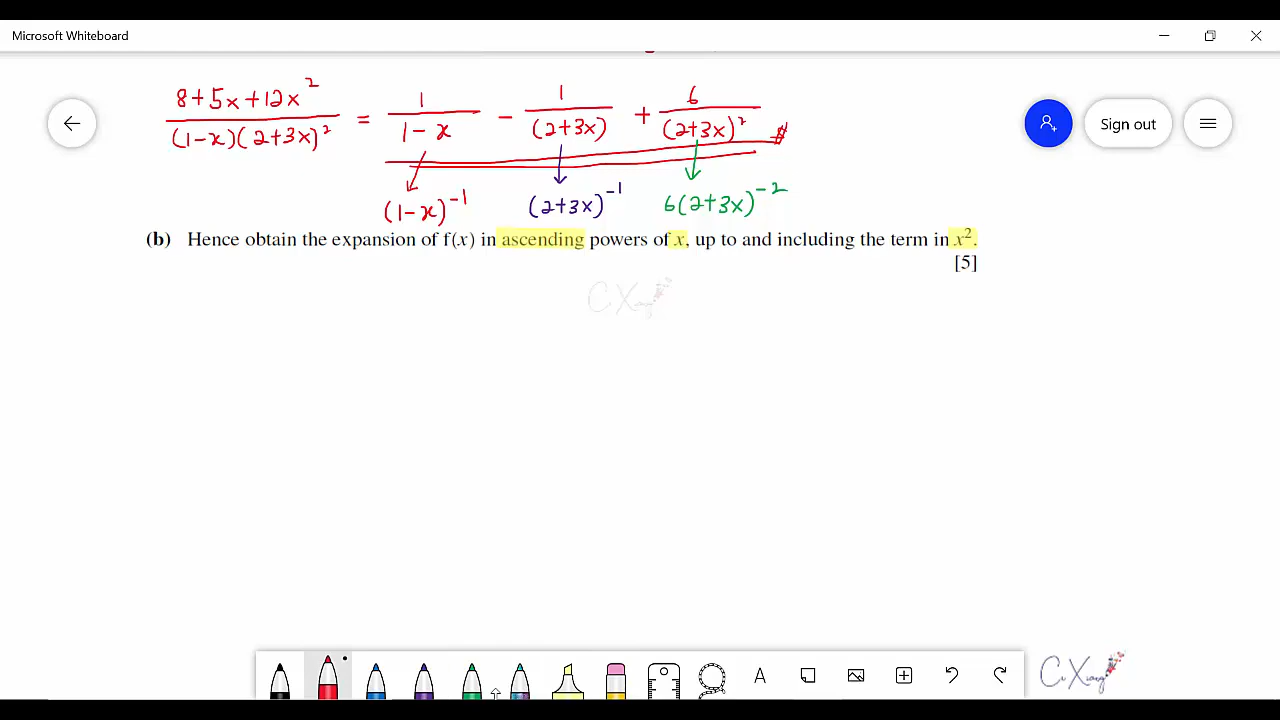 Microsoft Whiteboard
8+5x+12x² / (1-x)(2+3x)² = 1/(1-x) - 1/(2+3x) + 6/(2+3x)²
Sign out
(1-x)⁻¹ (2+3x)⁻¹ 6(2+3x)⁻²
(b) Hence obtain the expansion of f(x) in ascending powers of x, up to and including the term in x².
[5]
A